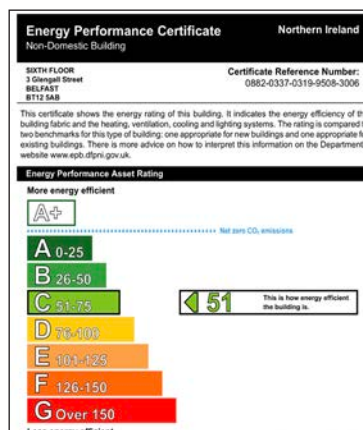 Energy Performance Certificate
Northern Ireland
Non-Domestic Building
SIXTH FLOOR
3 Glengall Street
BELFAST
BT12 5AB
Certificate Reference Number:
0882-0337-0319-9508-3006
This certificate shows the energy rating of this building. It indicates the energy efficiency of th
building fabric and the heating, ventilation, cooling and lighting systems. The rating is compared
two benchmarks for this type of building: one appropriate for new buildings and one appropriate fo
existing buildings. There is more advice on how to interpret this information on the Department
website www.epb.dfpni.gov.uk.
Energy Performance Asset Rating
More energy efficient
A+
Net zero CO₂ emissions
A 0-25
B 26-50
C 51-75
51
This is how energy efficient
the building is.
D 76-100
E 101-125
F 126-150
G Over 150
Less energy efficient